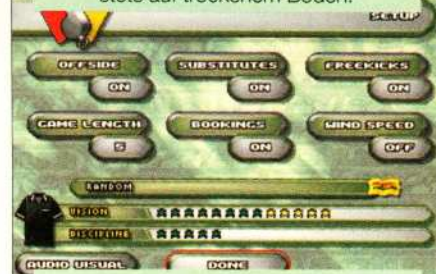 stets auf trockenem Boden.
SETUP
OFFSIDE SUBSTITUTES FREEKICKS
ON ON ON
GAME LENGTH BOOKINGS WIND SPEED
5 ON OFF
RANDOM
VISION
DISCIPLINE
AUDIO VISUAL DONE